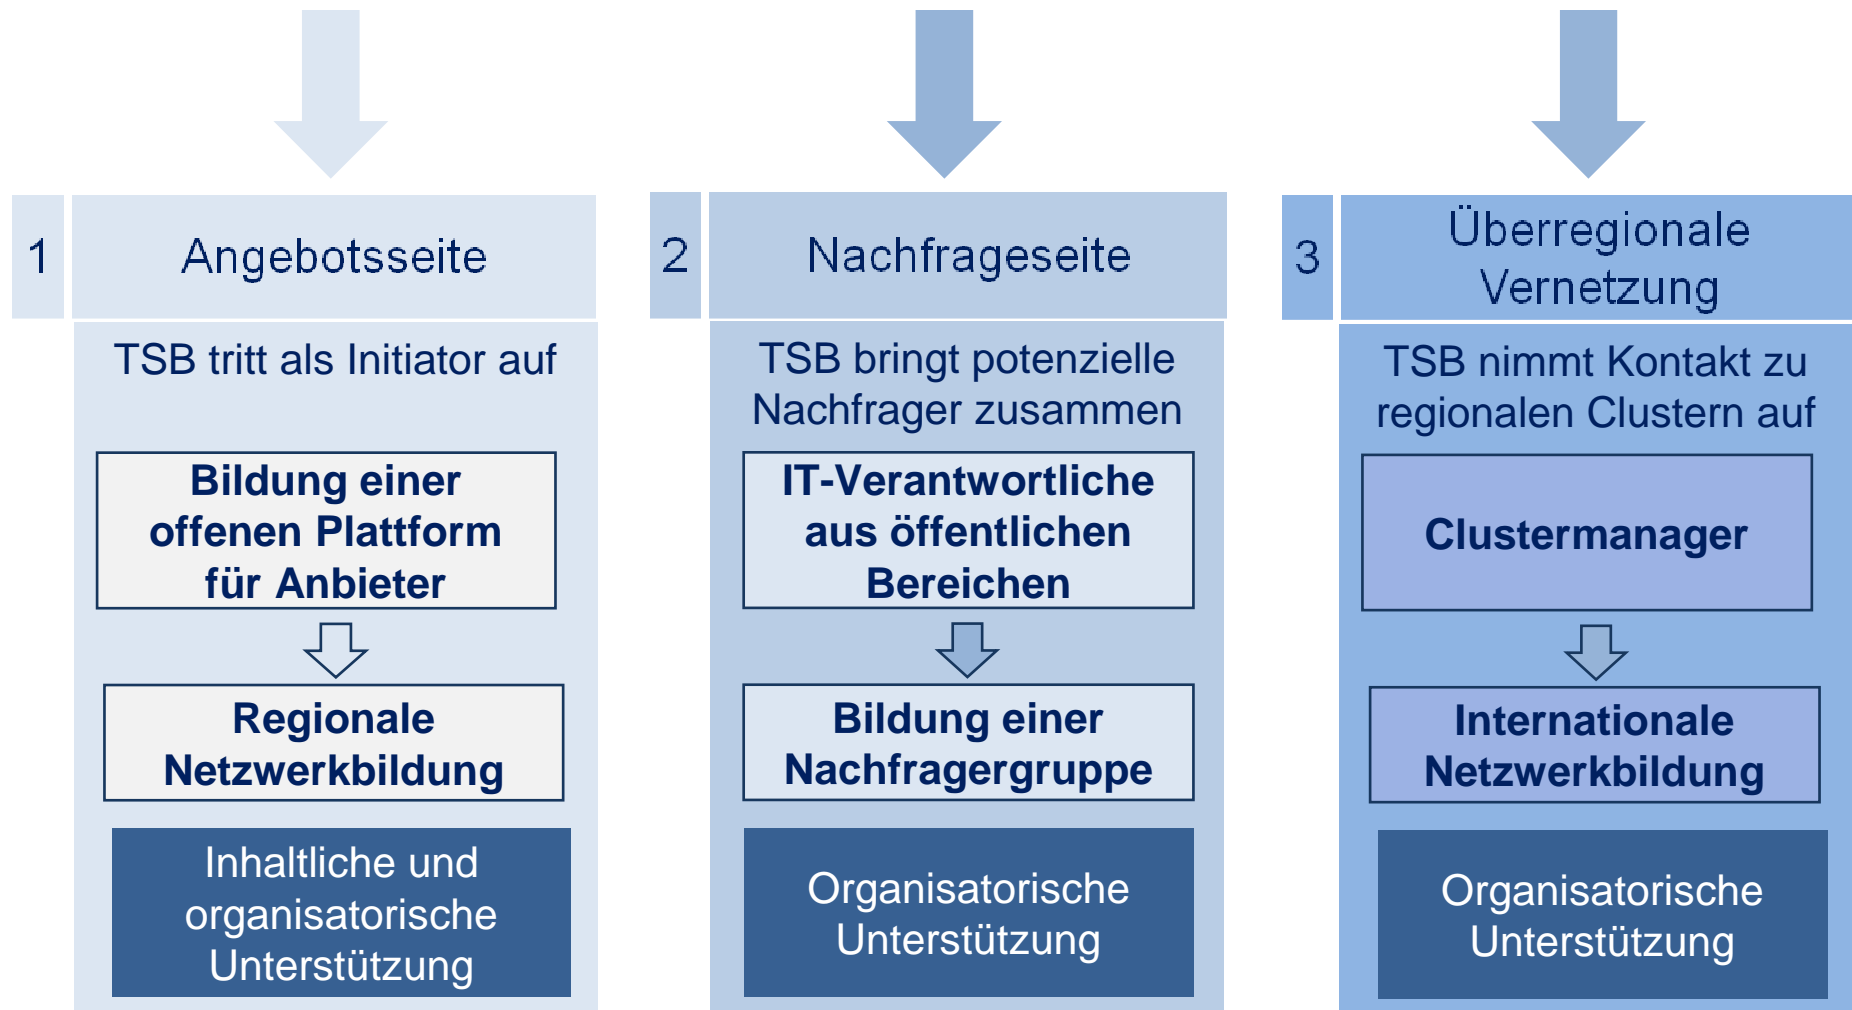 1
Angebotsseite
TSB tritt als Initiator auf
Bildung einer
offenen Plattform
für Anbieter
Regionale
Netzwerkbildung
Inhaltliche und
organisatorische
Unterstützung
2
Nachfrageseite
TSB bringt potenzielle
Nachfrager zusammen
IT-Verantwortliche
aus öffentlichen
Bereichen
Bildung einer
Nachfragergruppe
Organisatorische
Unterstützung
3
Überregionale
Vernetzung
TSB nimmt Kontakt zu
regionalen Clustern auf
Clustermanager
Internationale
Netzwerkbildung
Organisatorische
Unterstützung